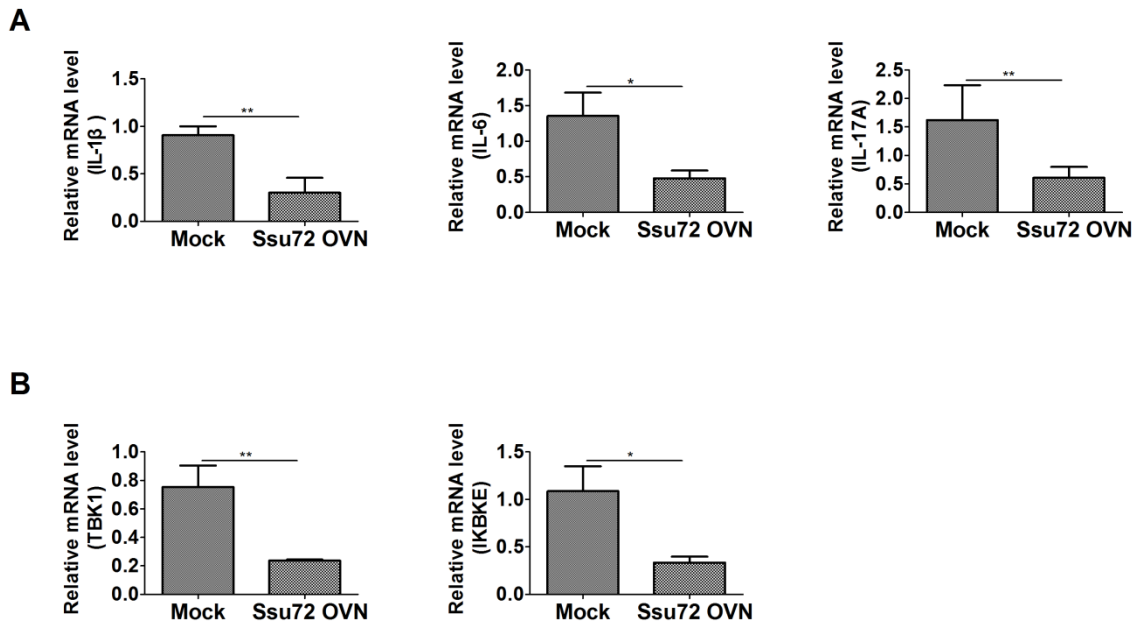 A
Relative mRNA level
(IL-1β)
1.5
1.0
0.5
0.0
**
Mock
Ssu72 OVN
Relative mRNA level
(IL-6)
2.0
1.5
1.0
0.5
0.0
*
Mock
Ssu72 OVN
Relative mRNA level
(IL-17A)
2.5
2.0
1.5
1.0
0.5
0.0
**
Mock
Ssu72 OVN
B
Relative mRNA level
(TBK1)
1.0
0.8
0.6
0.4
0.2
0.0
**
Mock
Ssu72 OVN
Relative mRNA level
(IKBKE)
1.5
1.0
0.5
0.0
*
Mock
Ssu72 OVN